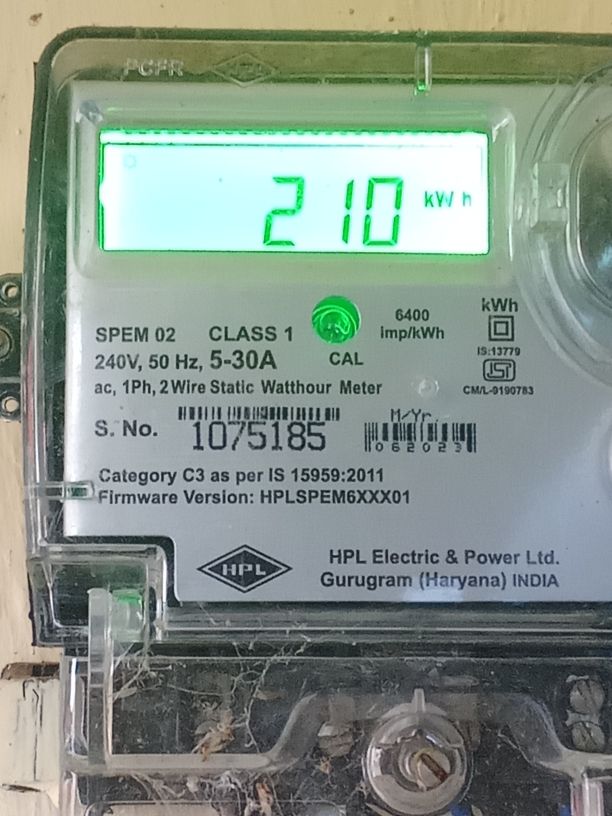 PCFR
210 kWh
SPEM 02 CLASS 1
240V, 50 Hz, 5-30A
CAL
6400
imp/kWh
kWh
IS:13779
ISI
CM/L-9190783
ac, 1Ph, 2 Wire Static Watthour Meter
S. No. 1075185
M/Yr.
062023
Category C3 as per IS 15959:2011
Firmware Version: HPLSPEM6XXX01
HPL
HPL Electric & Power Ltd.
Gurugram (Haryana) INDIA